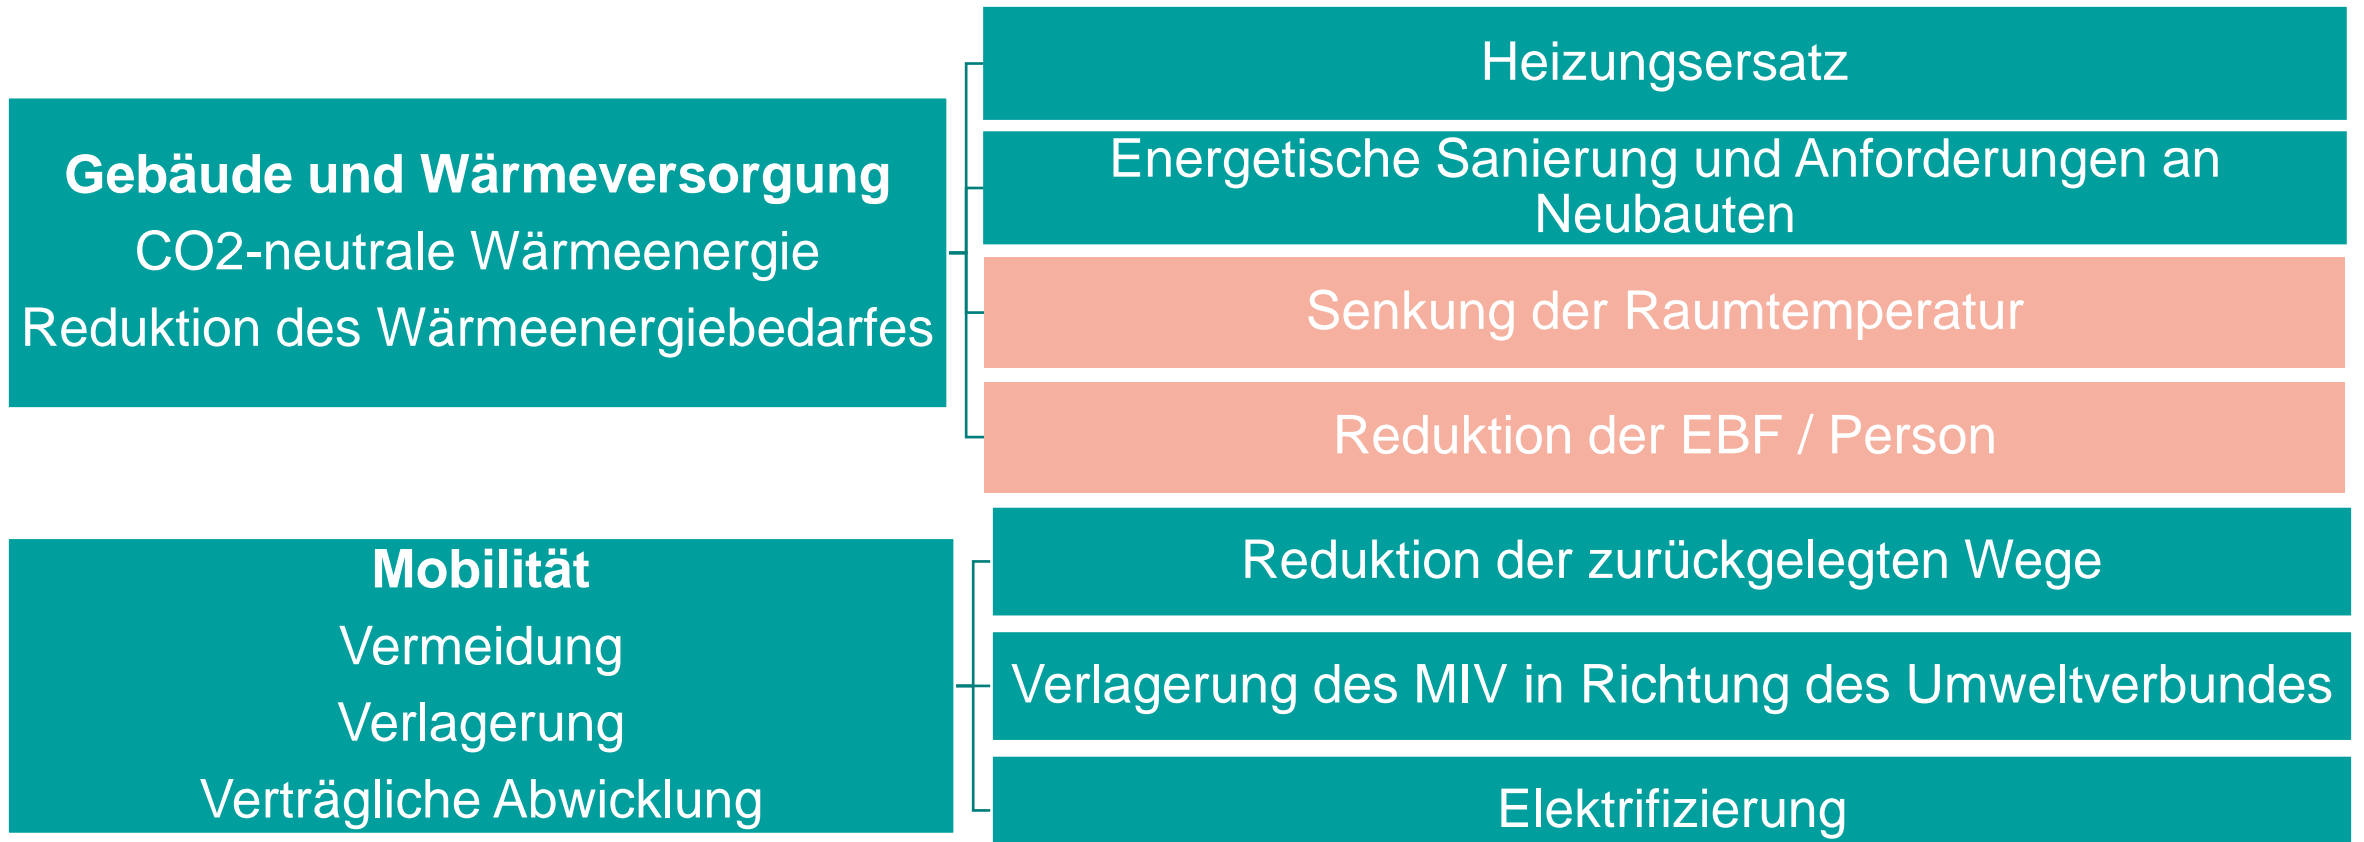 Gebäude und Wärmeversorgung
CO2-neutrale Wärmeenergie
Reduktion des Wärmeenergiebedarfes
Heizungsersatz
Energetische Sanierung und Anforderungen an
Neubauten
Senkung der Raumtemperatur
Reduktion der EBF / Person
Mobilität
Vermeidung
Verlagerung
Verträgliche Abwicklung
Reduktion der zurückgelegten Wege
Verlagerung des MIV in Richtung des Umweltverbundes
Elektrifizierung